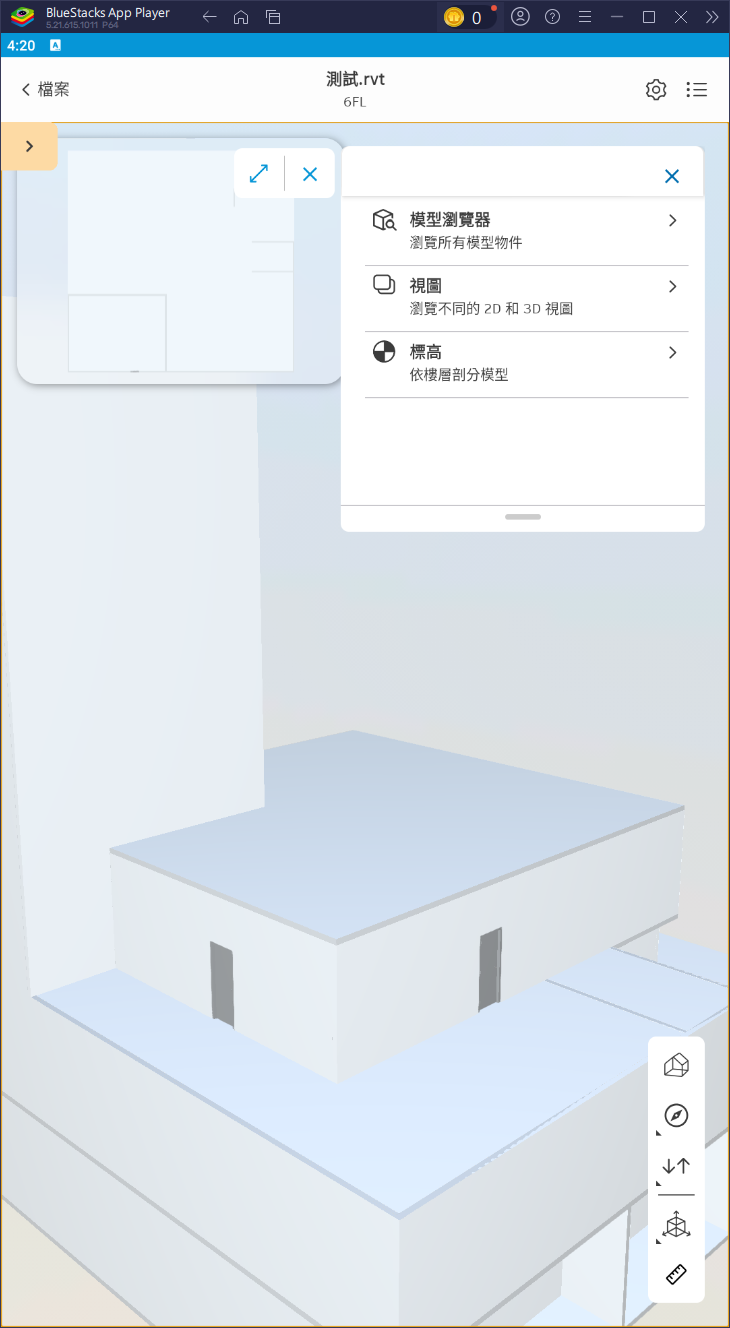 BlueStacks App Player
5.21.615.1011 P64
0
4:20
A
檔案
測試.rvt
6FL
模型瀏覽器
瀏覽所有模型物件
視圖
瀏覽不同的 2D 和 3D 視圖
標高
依樓層剖分模型